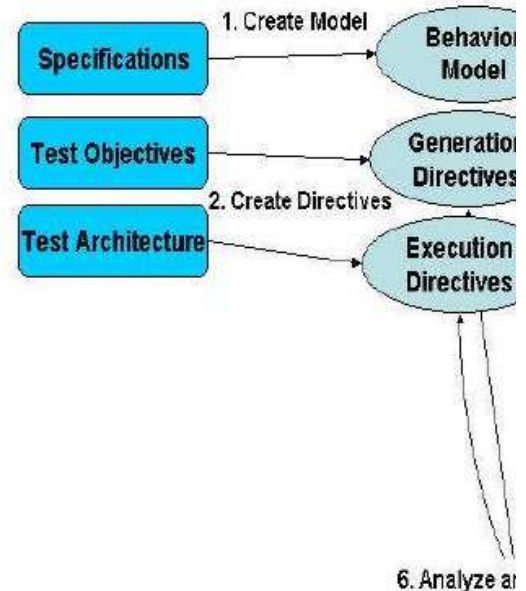 1. Create Model
Specifications
Behavior
Model
Test Objectives
Generation
Directives
2. Create Directives
Test Architecture
Execution
Directives
6. Analyze